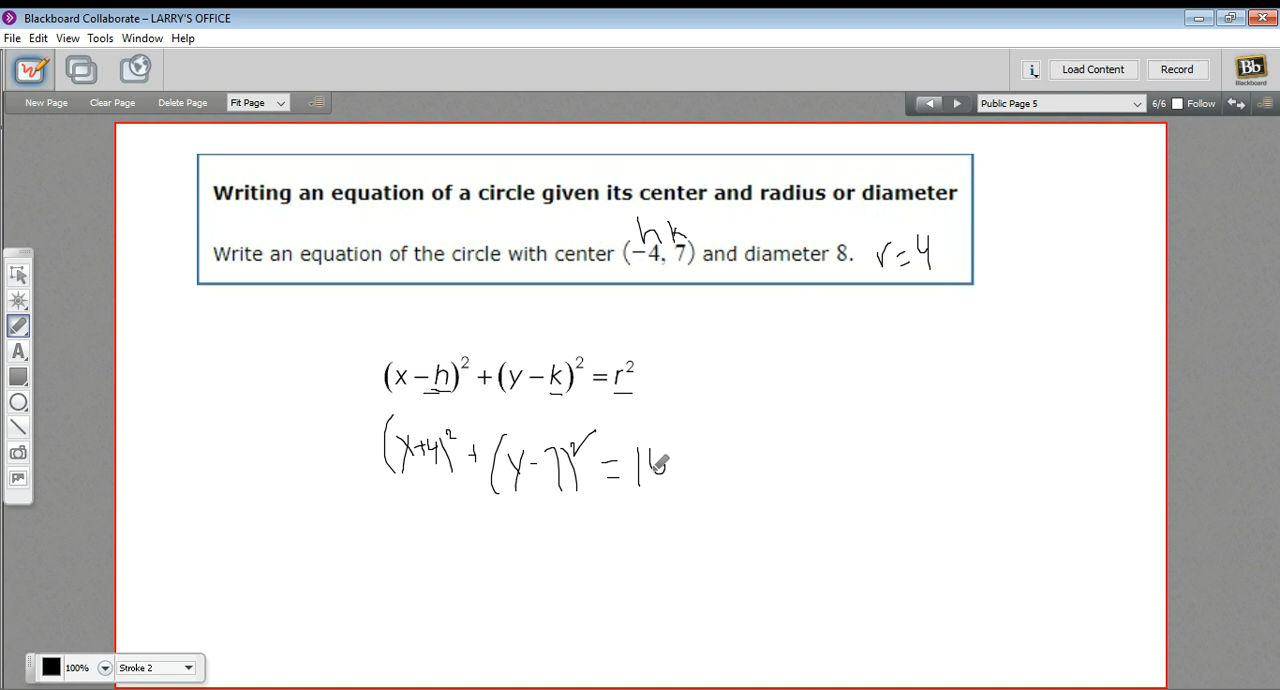 Blackboard Collaborate – LARRY'S OFFICE
File Edit View Tools Window Help
i Load Content Record Bb
Blackboard
New Page Clear Page Delete Page Fit Page Public Page 5 6/6 Follow
Writing an equation of a circle given its center and radius or diameter
h k
Write an equation of the circle with center (−4, 7) and diameter 8. r = 4
(x − h)² + (y − k)² = r²
(x+4)² + (y - 7)² = 16
A
100% Stroke 2